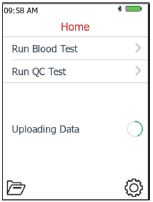 09:58 AM
Home
Run Blood Test
Run QC Test
Uploading Data